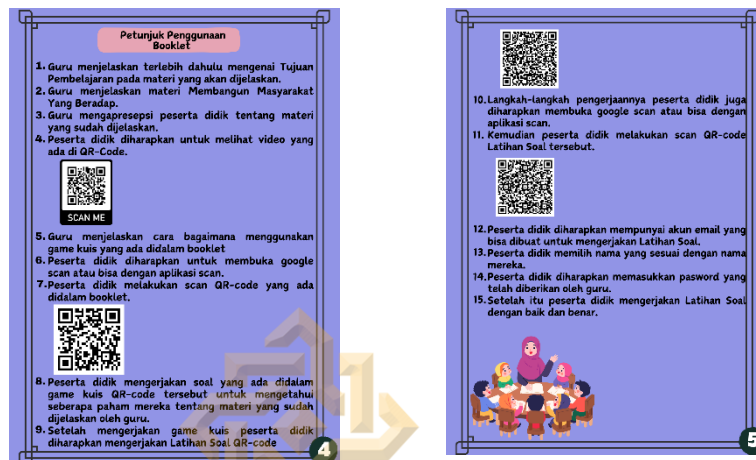 Petunjuk Penggunaan
Booklet
1. Guru menjelaskan terlebih dahulu mengenai Tujuan
Pembelajaran pada materi yang akan dijelaskan.
2. Guru menjelaskan materi Membangun Masyarakat
Yang Beradap.
3. Guru mengapresepsi peserta didik tentang materi
yang sudah dijelaskan.
4. Peserta didik diharapkan untuk melihat video yang
ada di QR-Code.
SCAN ME
5. Guru menjelaskan cara bagaimana menggunakan
game kuis yang ada didalam booklet
6. Peserta didik diharapkan untuk membuka google
scan atau bisa dengan aplikasi scan.
7. Peserta didik melakukan scan QR-code yang ada
didalam booklet.
8. Peserta didik mengerjakan soal yang ada didalam
game kuis QR-code tersebut untuk mengetahui
seberapa paham mereka tentang materi yang sudah
dijelaskan oleh guru.
9. Setelah mengerjakan game kuis peserta didik
diharapkan mengerjakan Latihan Soal QR-code
4
10. Langkah-langkah pengerjaannya peserta didik juga
diharapkan membuka google scan atau bisa dengan
aplikasi scan.
11. Kemudian peserta didik melakukan scan QR-code
Latihan Soal tersebut.
12. Peserta didik diharapkan mempunyai akun email yang
bisa dibuat untuk mengerjakan Latihan Soal.
13. Peserta didik memilih nama yang sesuai dengan nama
mereka.
14. Peserta didik diharapkan memasukkan pasword yang
telah diberikan oleh guru.
15. Setelah itu peserta didik mengerjakan Latihan Soal
dengan baik dan benar.
5